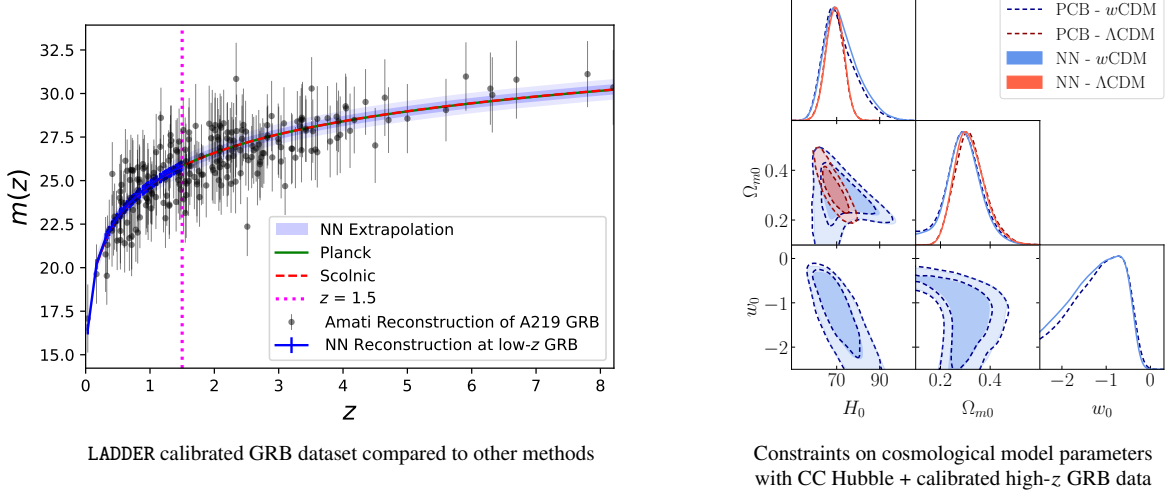 32.5
30.0
27.5
25.0
22.5
20.0
17.5
15.0
m(z)
NN Extrapolation
Planck
Scolnic
z = 1.5
Amati Reconstruction of A219 GRB
NN Reconstruction at low-z GRB
0 1 2 3 4 5 6 7 8
z
LADDER calibrated GRB dataset compared to other methods
PCB - wCDM
PCB - ΛCDM
NN - wCDM
NN - ΛCDM
0.4
0.2
Ωm0
0
−1
−2
w0
70 90
0.2 0.4
−2 −1 0
H0
Ωm0
w0
Constraints on cosmological model parameters
with CC Hubble + calibrated high-z GRB data